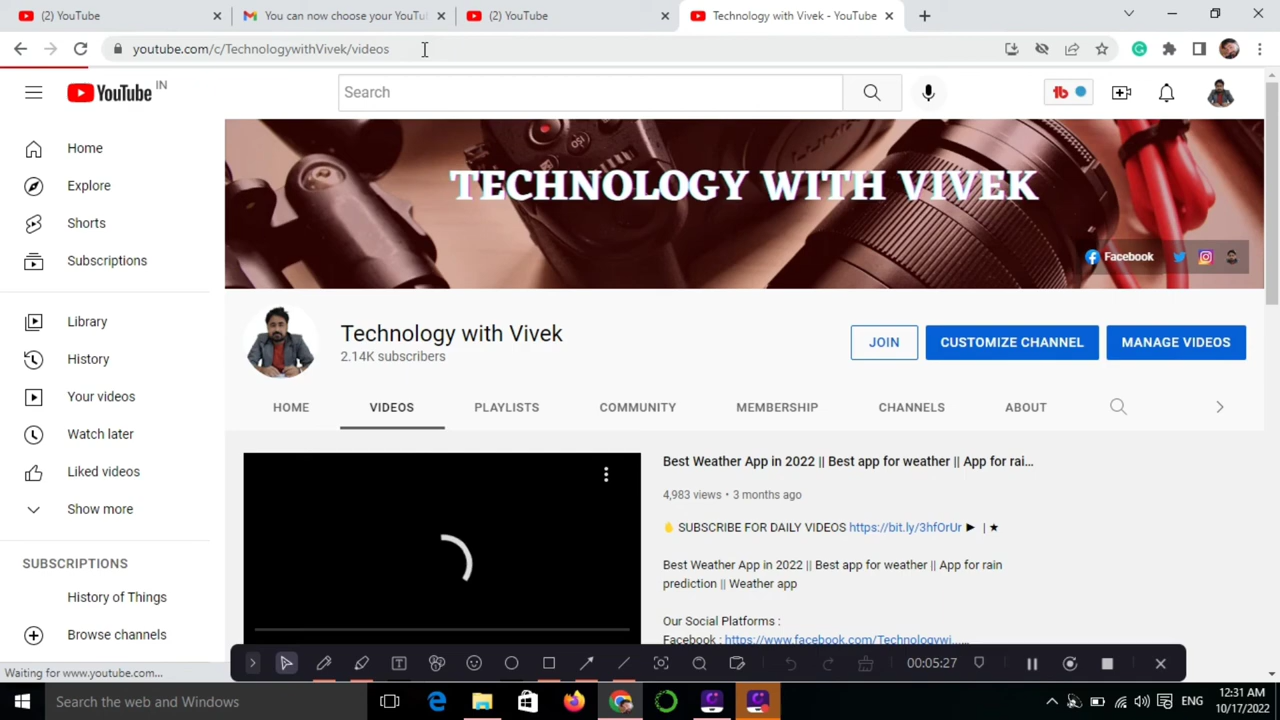 (2) YouTube
You can now choose your YouTu
(2) YouTube
Technology with Vivek - YouTube
youtube.com/c/TechnologywithVivek/videos
YouTube IN
Search
tb
Home
Explore
Shorts
Subscriptions
Library
History
Your videos
Watch later
Liked videos
Show more
SUBSCRIPTIONS
History of Things
Browse channels
TECHNOLOGY WITH VIVEK
Facebook
Technology with Vivek
2.14K subscribers
JOIN
CUSTOMIZE CHANNEL
MANAGE VIDEOS
HOME
VIDEOS
PLAYLISTS
COMMUNITY
MEMBERSHIP
CHANNELS
ABOUT
Best Weather App in 2022 || Best app for weather || App for rai...
4,983 views • 3 months ago
SUBSCRIBE FOR DAILY VIDEOS https://bit.ly/3hfOrUr ► | ★
Best Weather App in 2022 || Best app for weather || App for rain
prediction || Weather app
Our Social Platforms :
Facebook : https://www.facebook.com/Technologywi......
Waiting for www.youtube.com...
00:05:27
Search the web and Windows
ENG
12:31 AM
10/17/2022